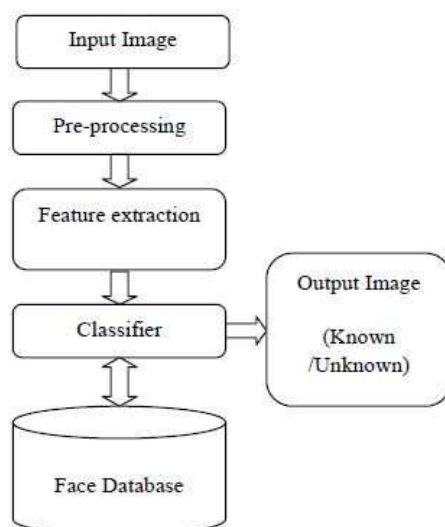 Input Image
Pre-processing
Feature extraction
Classifier
Output Image
(Known
/Unknown)
Face Database